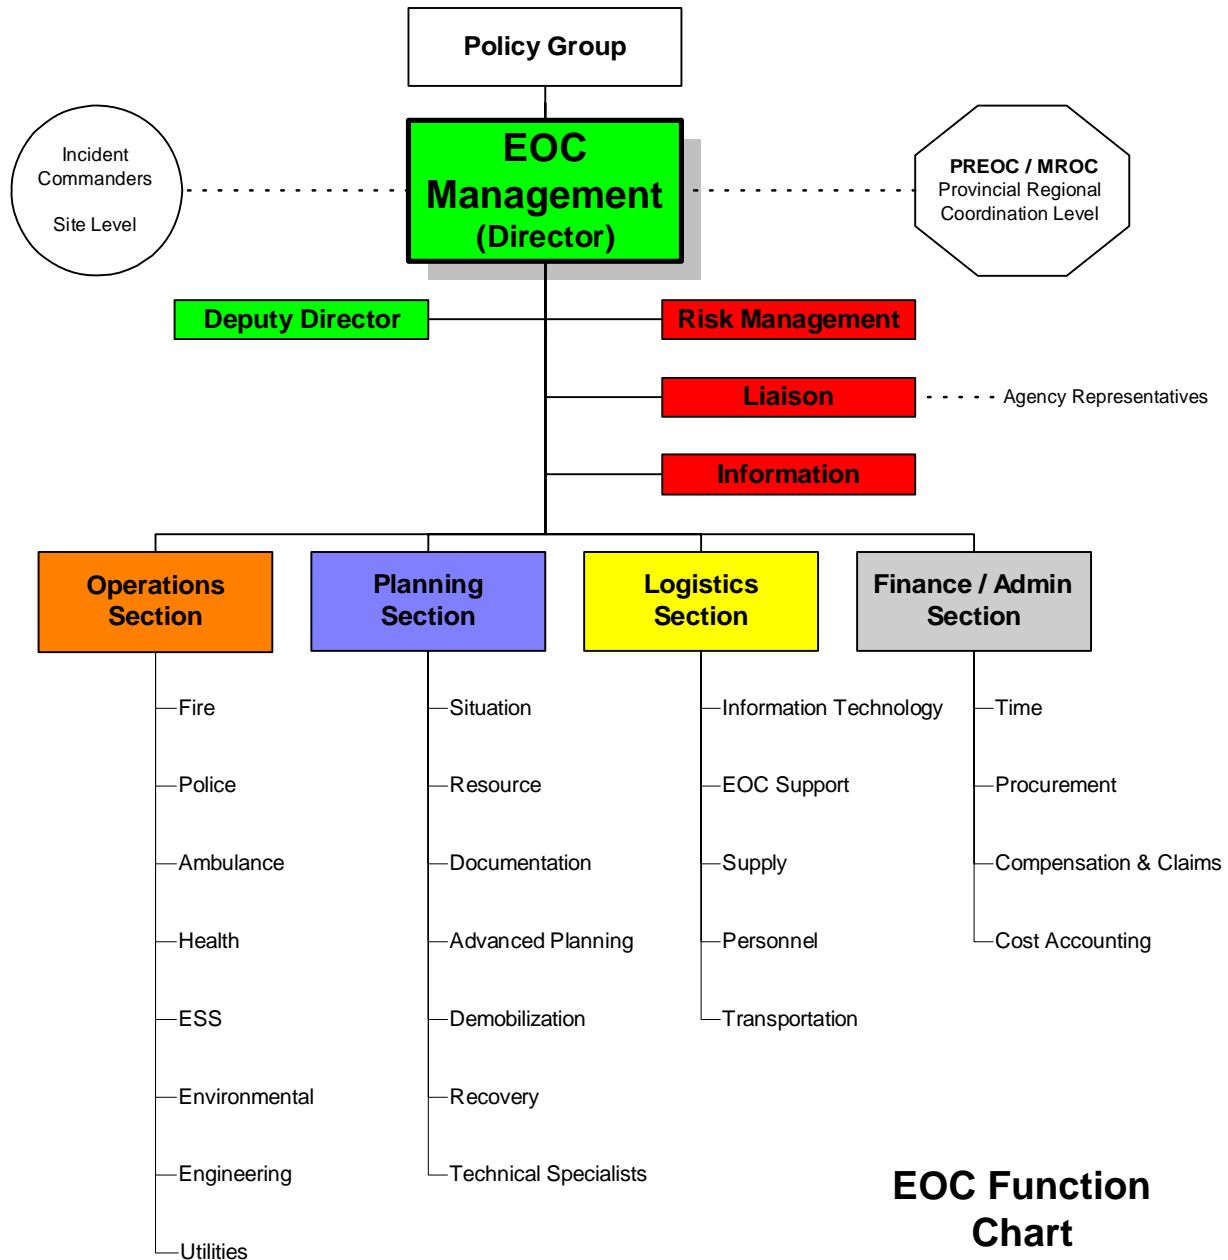 Policy Group
EOC
Management
(Director)
Incident
Commanders
Site Level
PREOC / MROC
Provincial Regional
Coordination Level
Deputy Director
Risk Management
Liaison
Agency Representatives
Information
Operations
Section
Planning
Section
Logistics
Section
Finance / Admin
Section
Fire
Police
Ambulance
Health
ESS
Environmental
Engineering
Utilities
Situation
Resource
Documentation
Advanced Planning
Demobilization
Recovery
Technical Specialists
Information Technology
EOC Support
Supply
Personnel
Transportation
Time
Procurement
Compensation & Claims
Cost Accounting
EOC Function
Chart